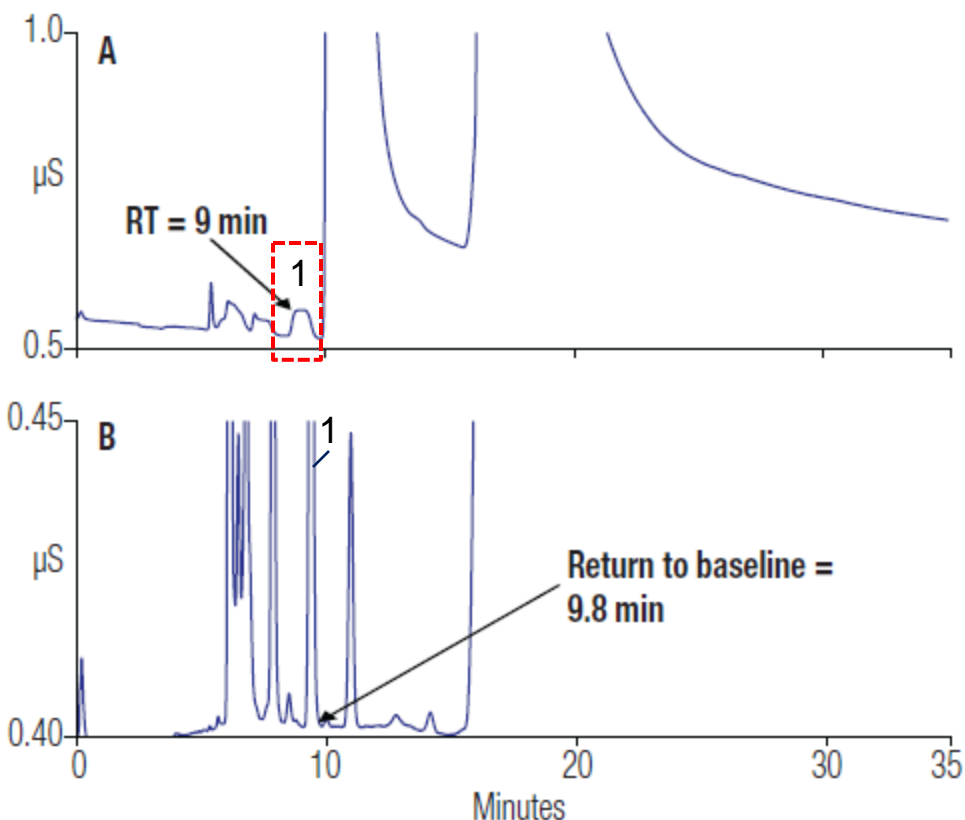 1.0
A
µS
RT = 9 min
1
0.5
0.45
B
1
µS
Return to baseline =
9.8 min
0.40
0 10 20 30 35
Minutes